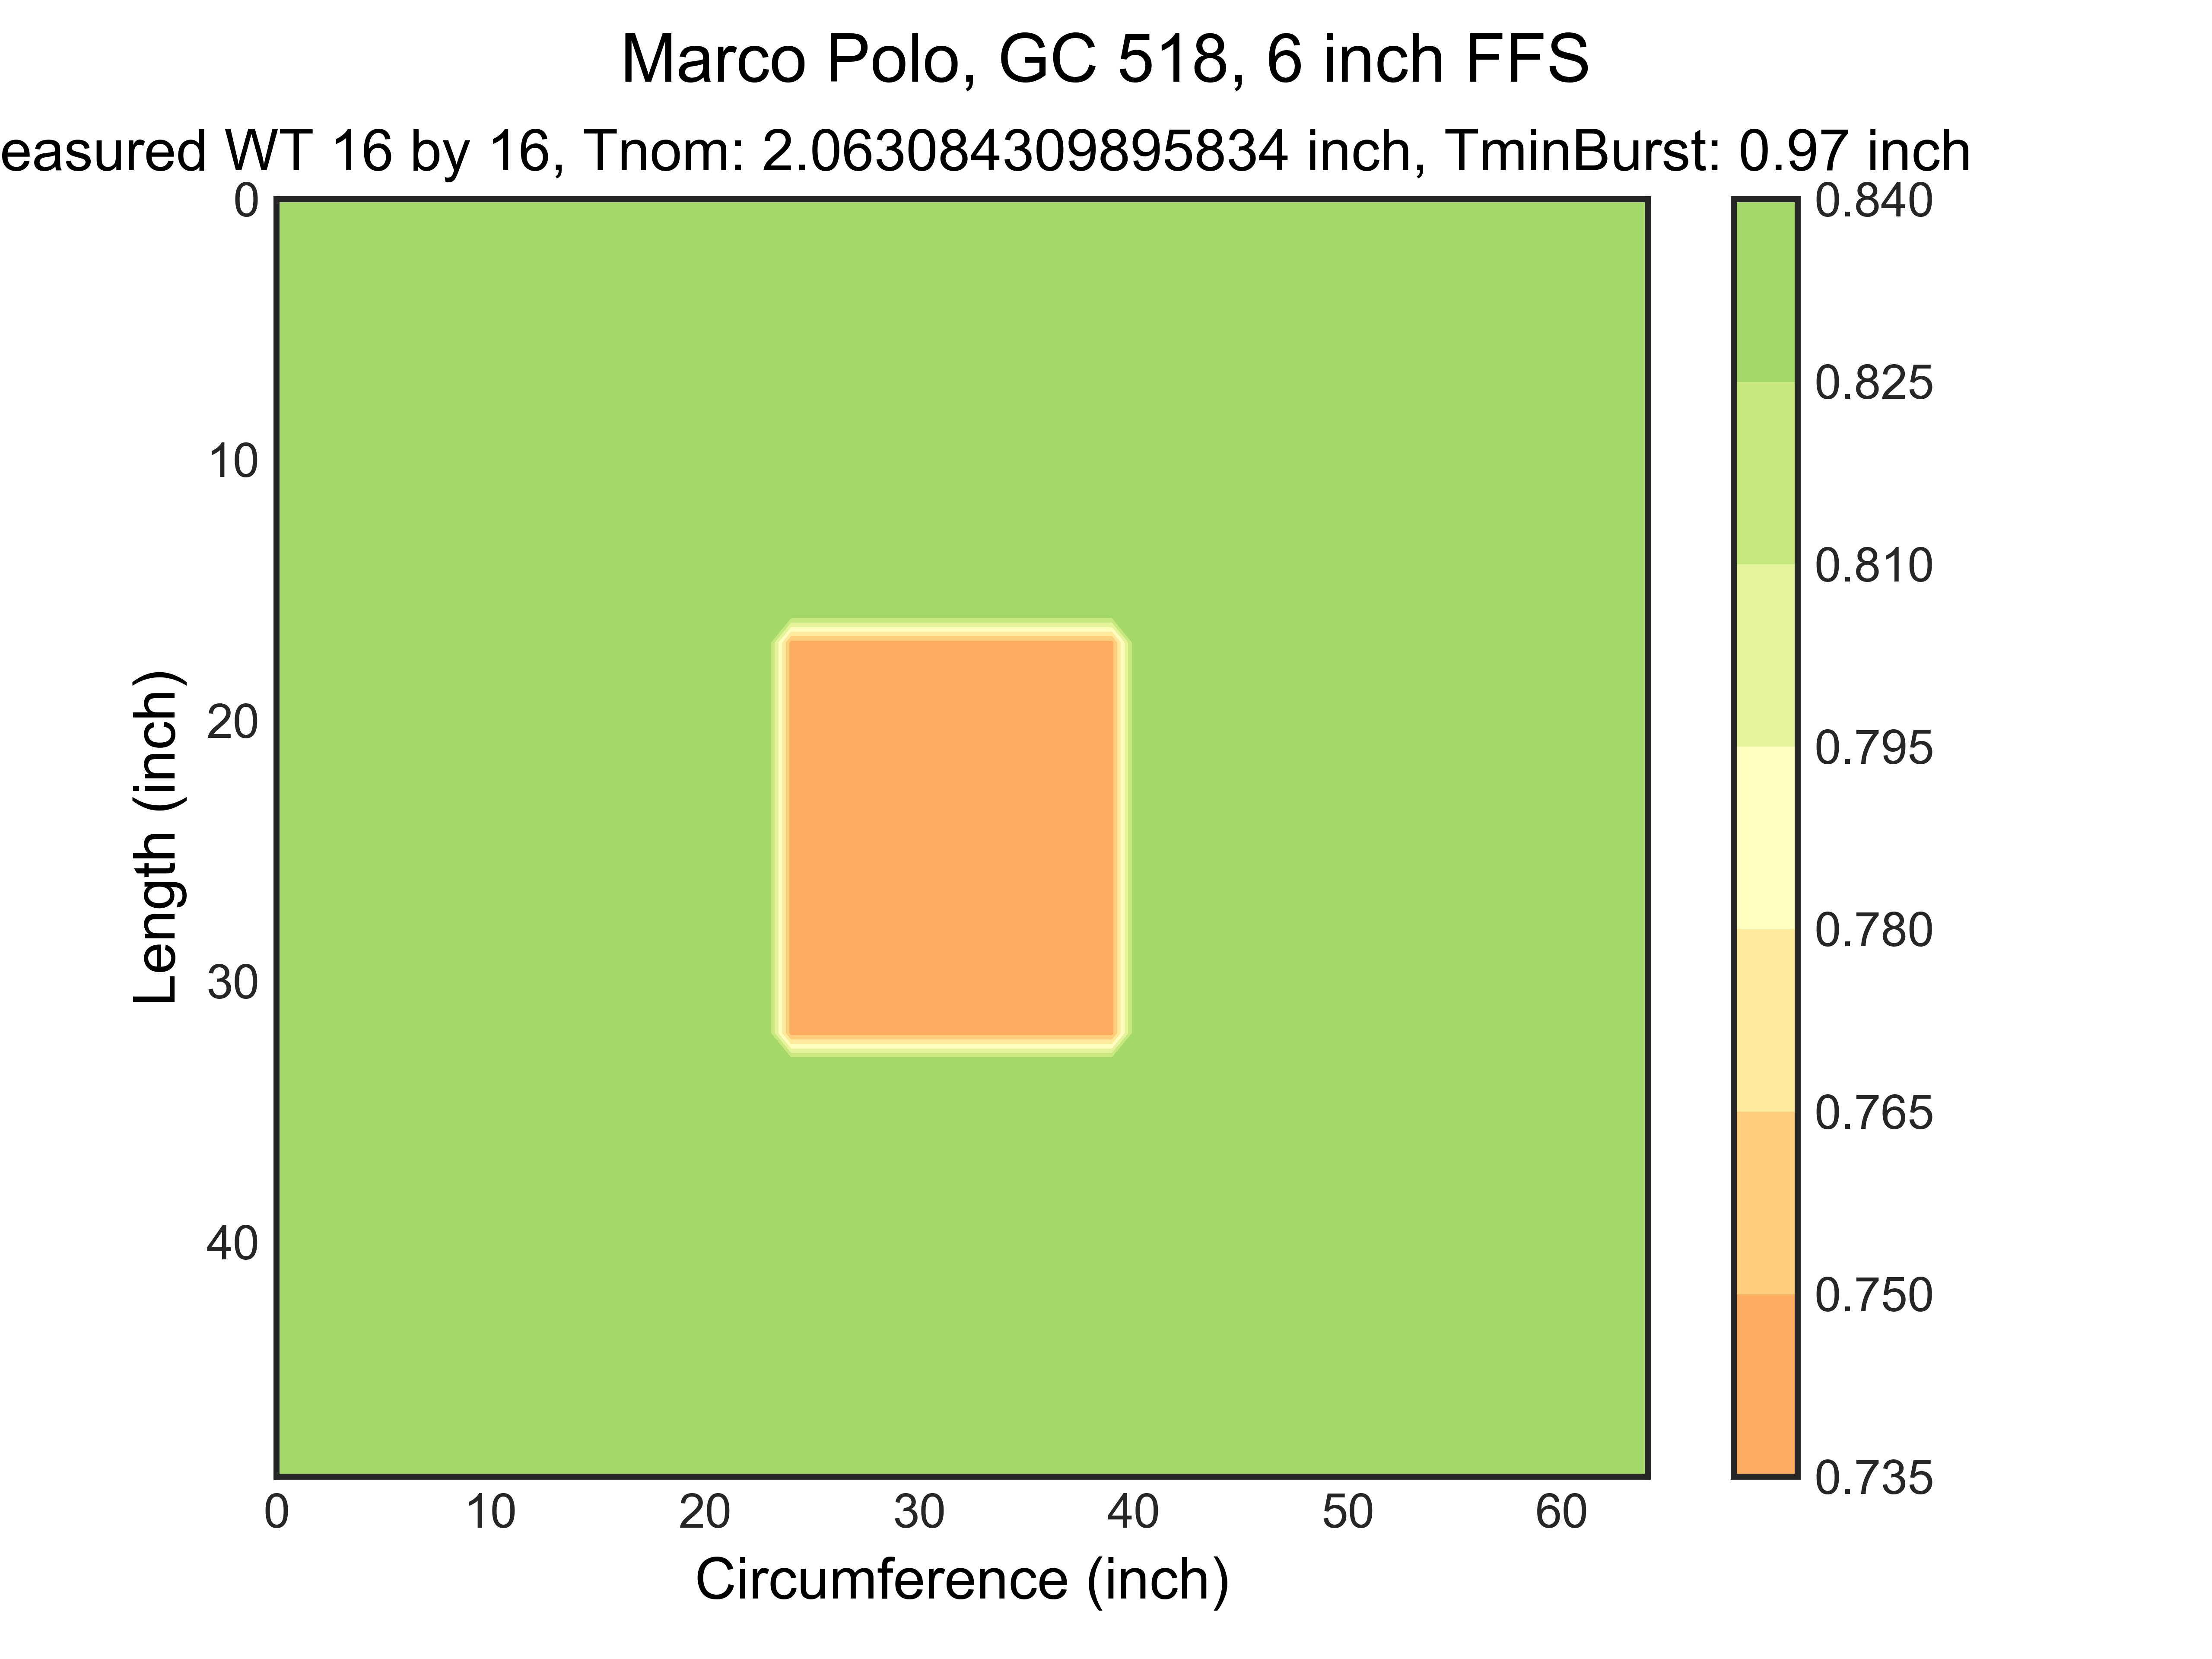 Marco Polo, GC 518, 6 inch FFS
easured WT 16 by 16, Tnom: 2.063084309895834 inch, TminBurst: 0.97 inch
0
10
20
30
40
Length (inch)
0 10 20 30 40 50 60
Circumference (inch)
0.840
0.825
0.810
0.795
0.780
0.765
0.750
0.735